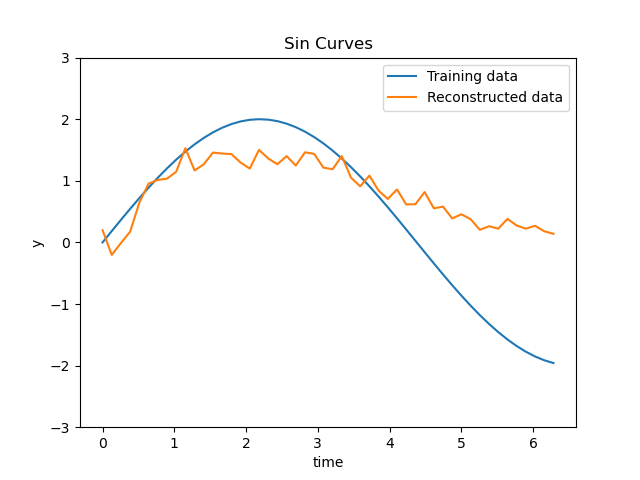 Sin Curves
Training data
Reconstructed data
3
2
1
0
−1
−2
−3
y
0 1 2 3 4 5 6
time